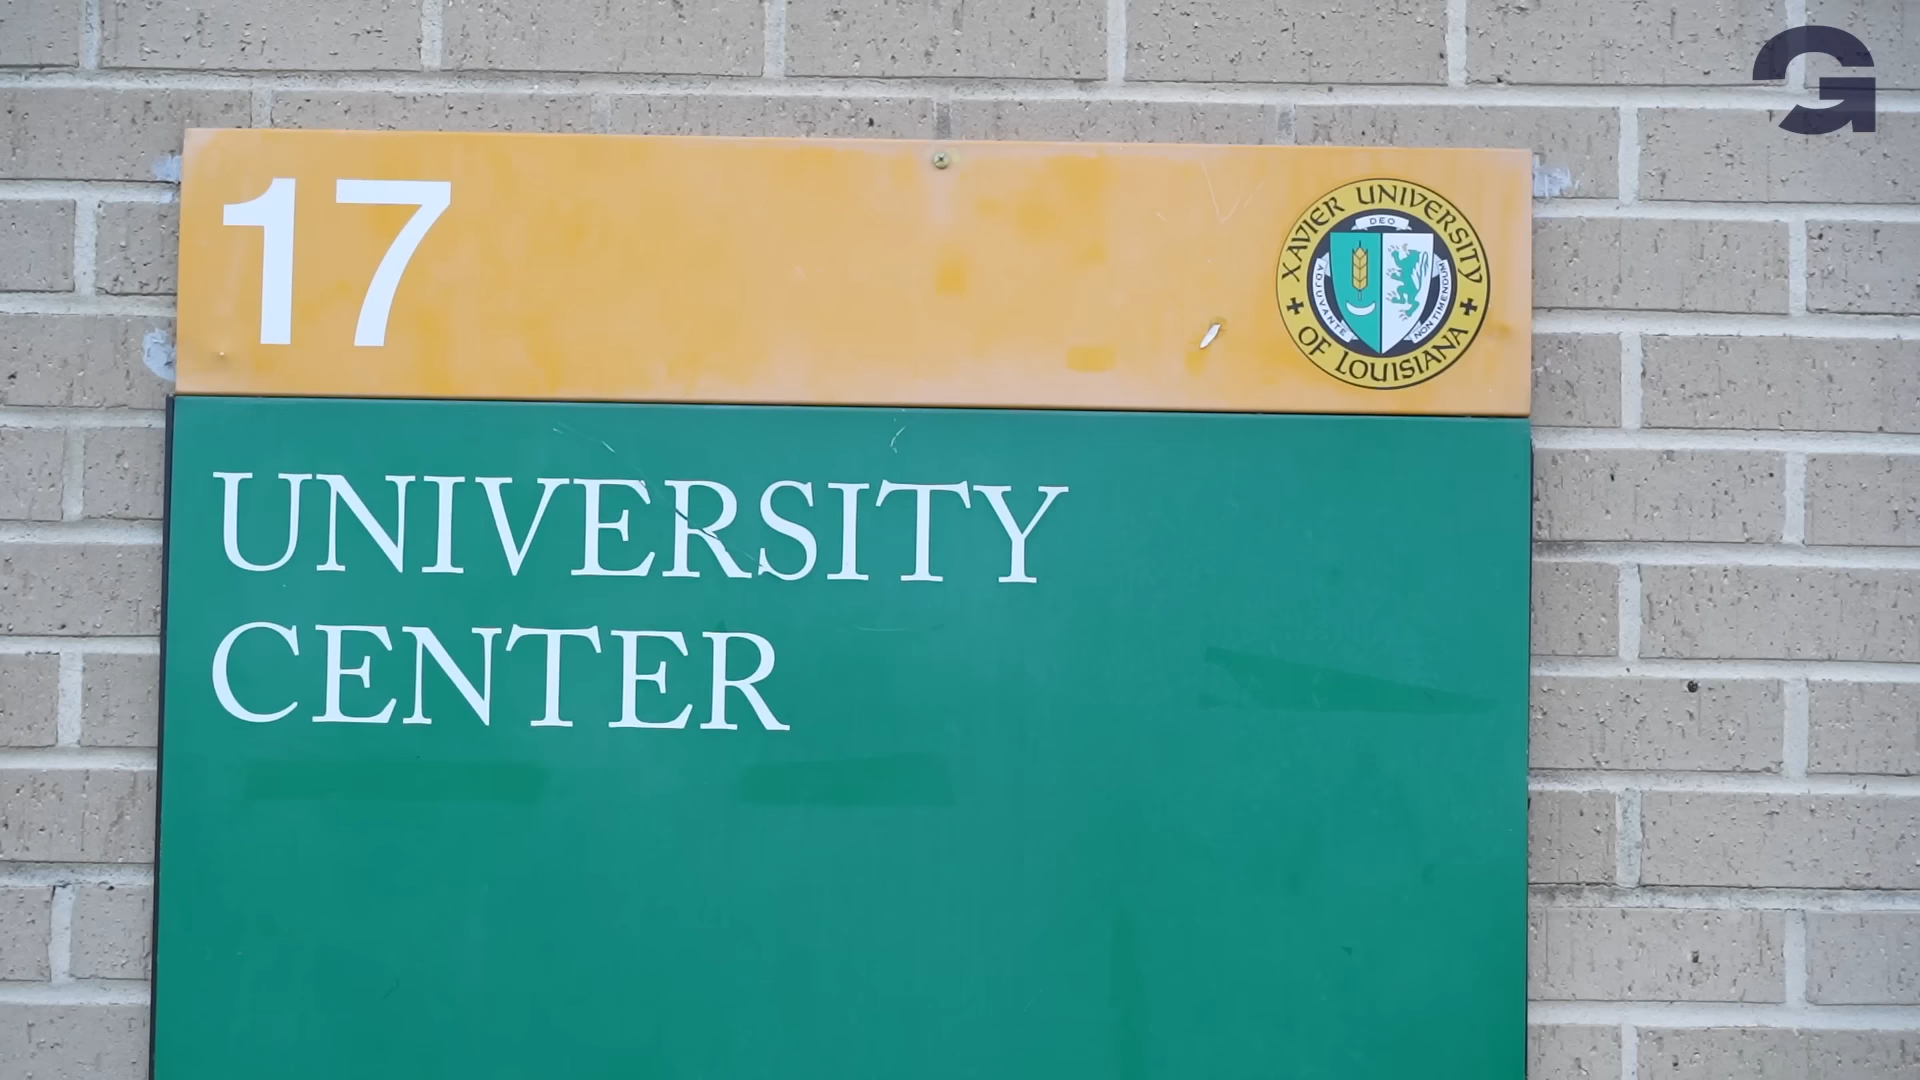 17
XAVIER UNIVERSITY
OF LOUISIANA
DEO
ADJUVANTE
NON TIMENDUM
UNIVERSITY
CENTER